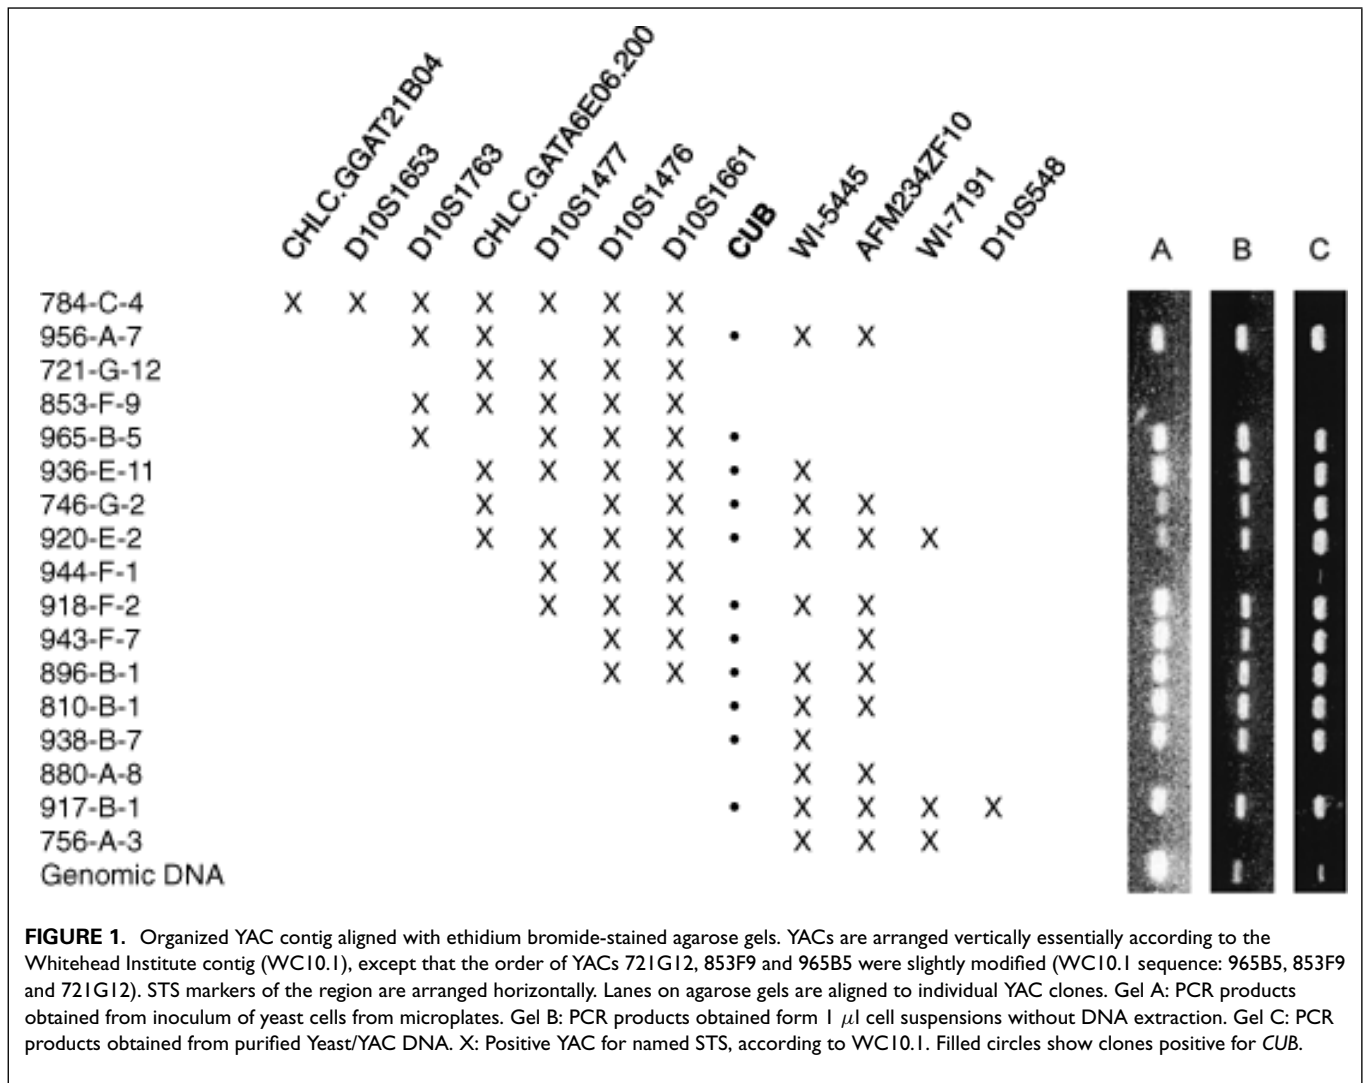 CHLC.GGAT21B04
D10S1653
D10S1763
CHLC.GATA6E06.200
D10S1477
D10S1476
D10S1661
CUB
WI-5445
AFM234ZF10
WI-7191
D10S548
A B C
784-C-4 X X X X X X X
956-A-7 X X X X • X X
721-G-12 X X X X
853-F-9 X X X X X
965-B-5 X X X X •
936-E-11 X X X X • X
746-G-2 X X X • X X
920-E-2 X X X X • X X X
944-F-1 X X X
918-F-2 X X X • X X
943-F-7 X X • X
896-B-1 X X • X X
810-B-1 • X X
938-B-7 • X
880-A-8 X X
917-B-1 • X X X X
756-A-3 X X X
Genomic DNA
FIGURE 1. Organized YAC contig aligned with ethidium bromide-stained agarose gels. YACs are arranged vertically essentially according to the
Whitehead Institute contig (WC10.1), except that the order of YACs 721G12, 853F9 and 965B5 were slightly modified (WC10.1 sequence: 965B5, 853F9
and 721G12). STS markers of the region are arranged horizontally. Lanes on agarose gels are aligned to individual YAC clones. Gel A: PCR products
obtained from inoculum of yeast cells from microplates. Gel B: PCR products obtained form 1 μl cell suspensions without DNA extraction. Gel C: PCR
products obtained from purified Yeast/YAC DNA. X: Positive YAC for named STS, according to WC10.1. Filled circles show clones positive for CUB.